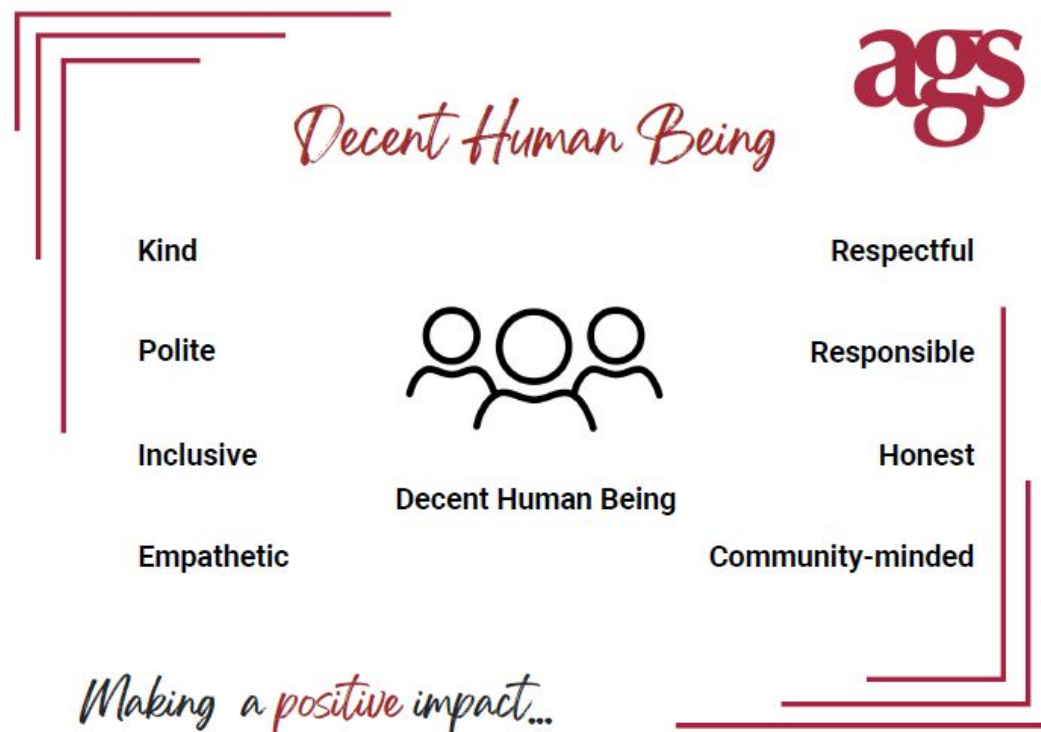 ags
Decent Human Being
Kind
Respectful
Polite
Responsible
Inclusive
Honest
Decent Human Being
Empathetic
Community-minded
Making a positive impact...